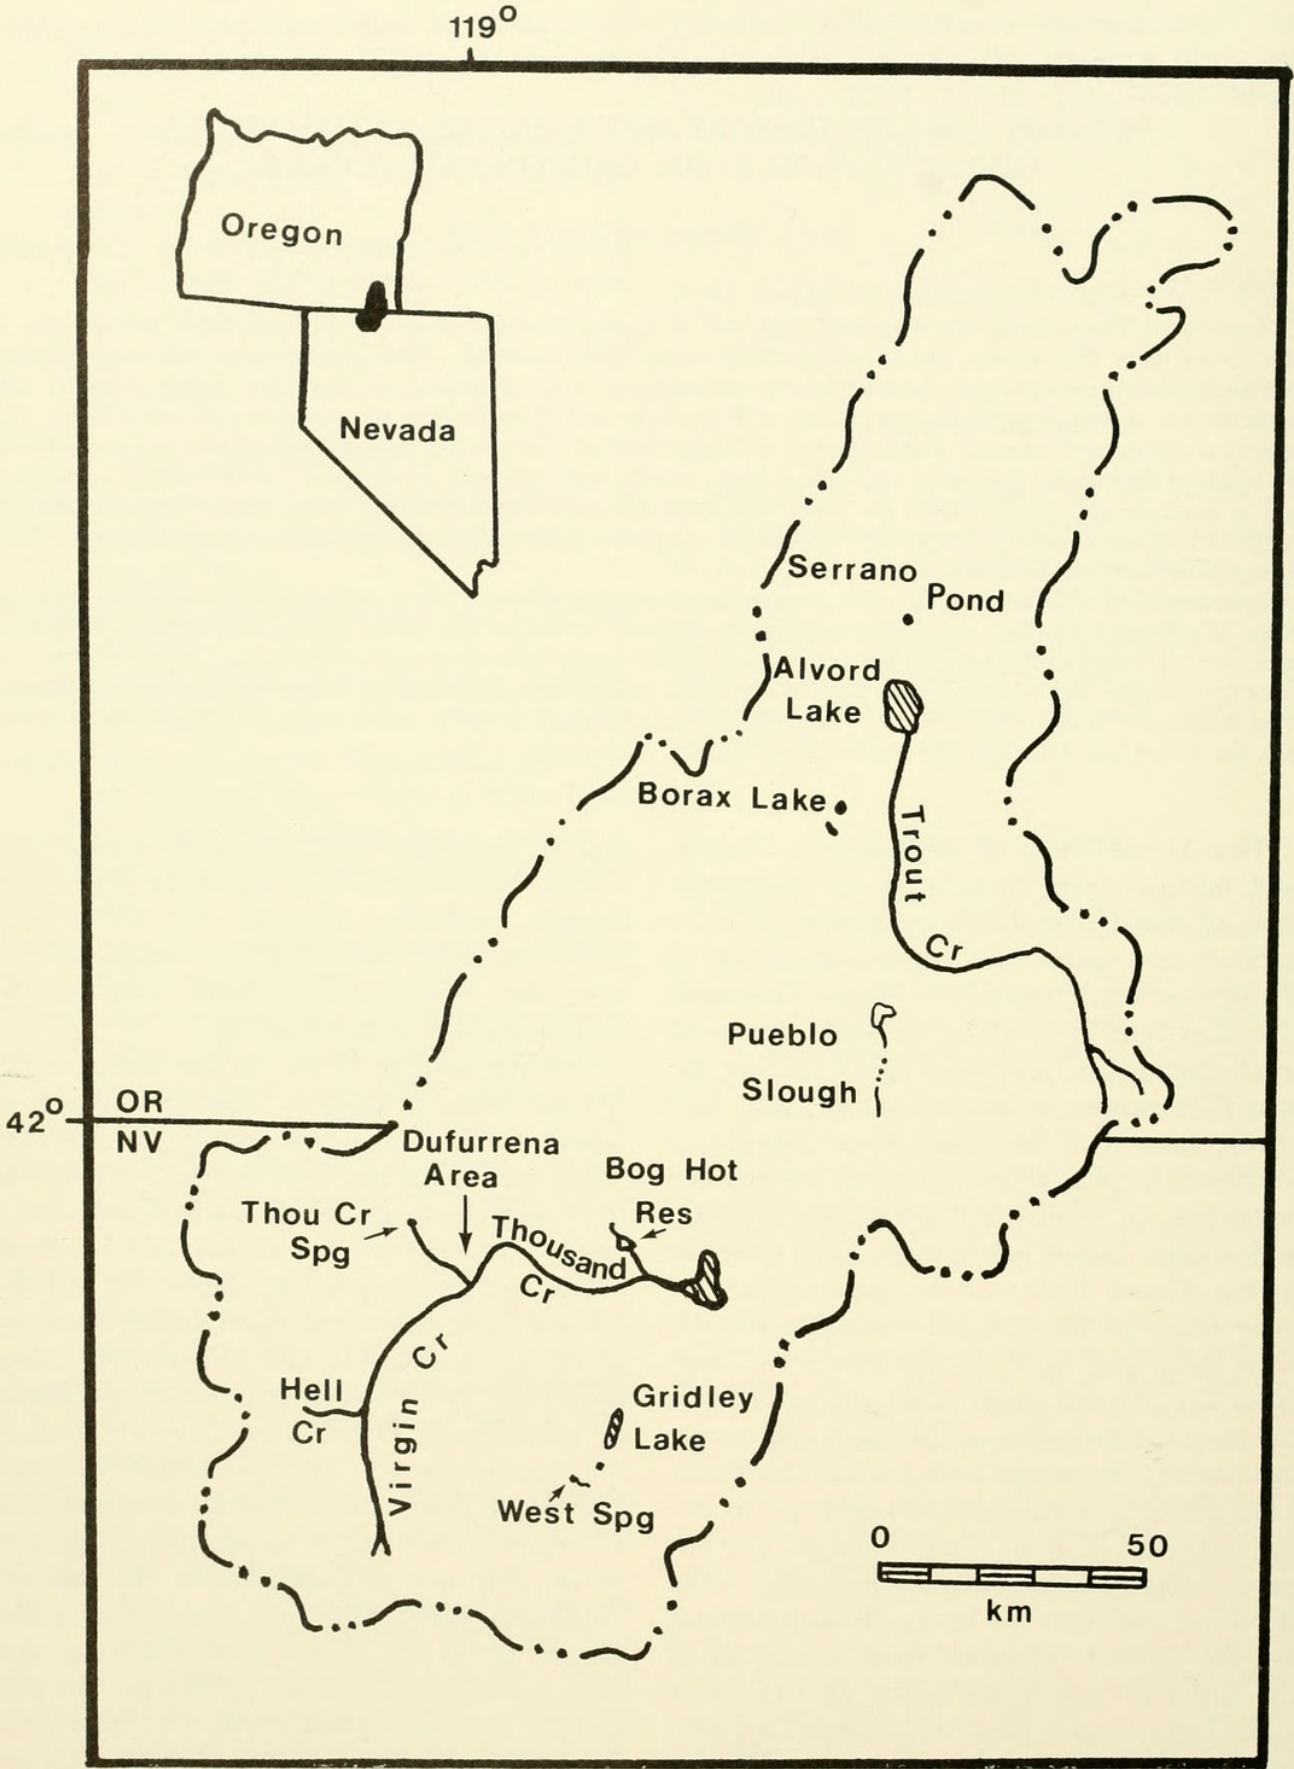 119°
Oregon
Nevada
Serrano
Pond
Alvord
Lake
Borax Lake
Trout
Cr
Pueblo
Slough
42°
OR
NV
Dufurrena
Area
Bog Hot
Res
Thou Cr
Spg
Thousand
Cr
Virgin Cr
Hell
Cr
Gridley
Lake
West Spg
0 50
km